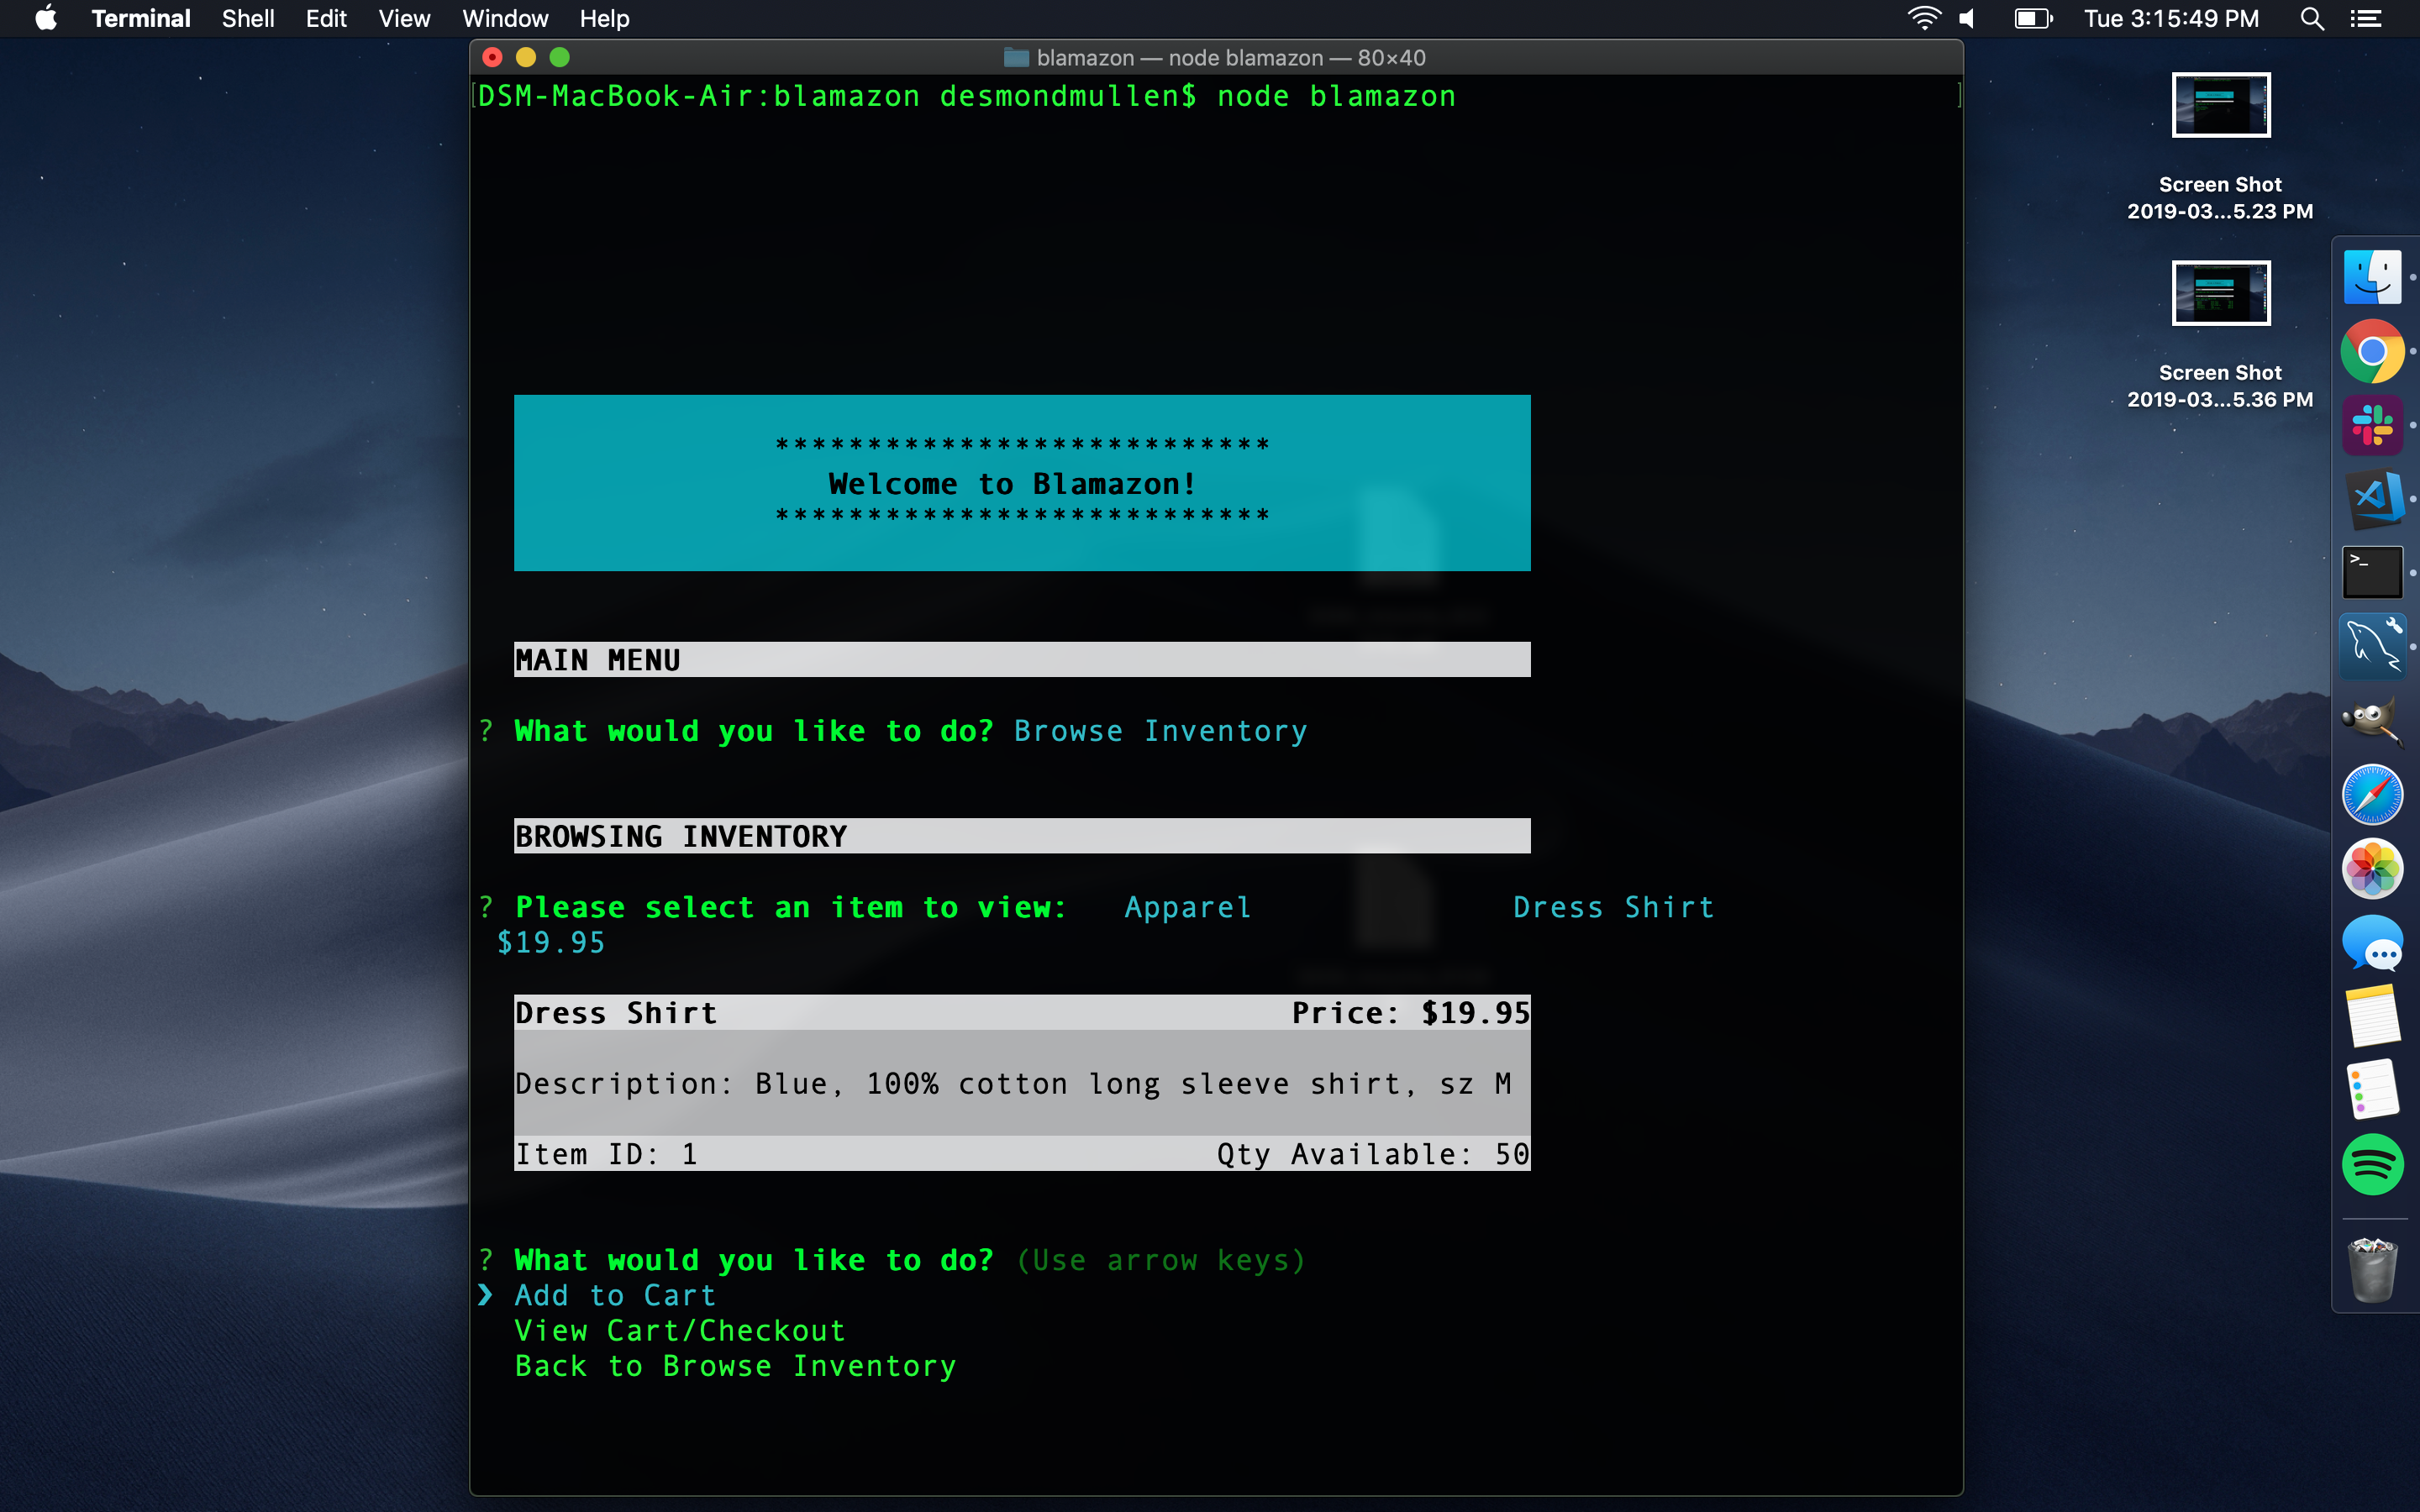 Terminal Shell Edit View Window Help Tue 3:15:49 PM
blamazon — node blamazon — 80×40
[DSM-MacBook-Air:blamazon desmondmullen$ node blamazon ]
***************************
Welcome to Blamazon!
***************************
MAIN MENU
? What would you like to do? Browse Inventory
BROWSING INVENTORY
? Please select an item to view: Apparel Dress Shirt
$19.95
Dress Shirt Price: $19.95
Description: Blue, 100% cotton long sleeve shirt, sz M
Item ID: 1 Qty Available: 50
? What would you like to do? (Use arrow keys)
❯ Add to Cart
View Cart/Checkout
Back to Browse Inventory
Screen Shot
2019-03...5.23 PM
Screen Shot
2019-03...5.36 PM
>_